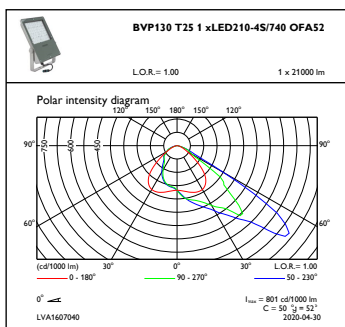 BVP130 T25 1 xLED210-4S/740 OFA52
L.O.R.= 1.00 1 x 21000 lm
Polar intensity diagram
120° 150° 180° 150° 120°
90° 750 600 450 90°
60° 60°
(cd/1000 lm) 30° 0° 30° L.O.R.= 1.00
0 - 180° 90 - 270° 50 - 230°
0° Imax = 801 cd/1000 lm
C = 50 °g = 52°
LVA1607040 2020-04-30